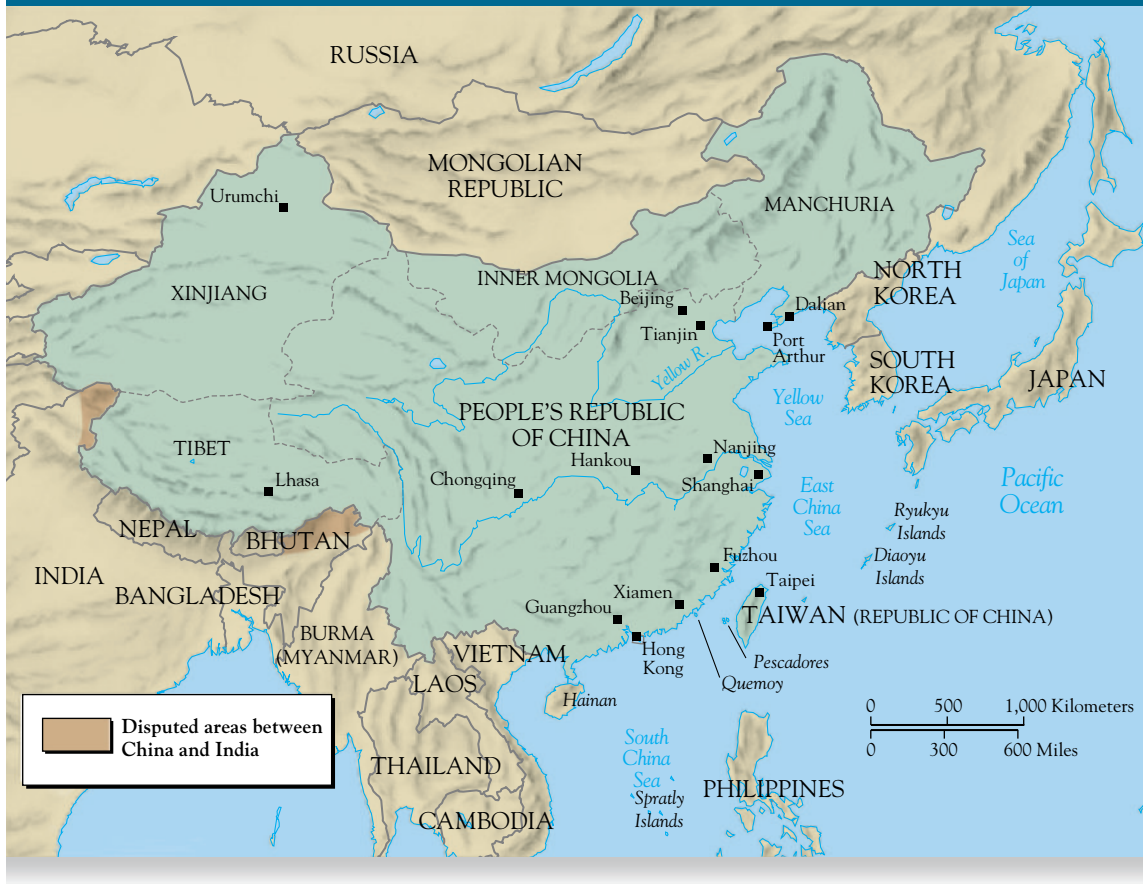 RUSSIA
MONGOLIAN
REPUBLIC
Urumchi
MANCHURIA
Sea
of
Japan
XINJIANG
INNER MONGOLIA
NORTH
KOREA
Beijing
Dalian
Tianjin
Port
Arthur
Yellow R.
SOUTH
KOREA
JAPAN
Yellow
Sea
PEOPLE'S REPUBLIC
OF CHINA
TIBET
Nanjing
Hankou
Lhasa
Chongqing
Shanghai
East
China
Sea
Pacific
Ocean
NEPAL
BHUTAN
Ryukyu
Islands
Diaoyu
Islands
Fuzhou
INDIA
BANGLADESH
Taipei
Xiamen
Guangzhou
TAIWAN (REPUBLIC OF CHINA)
BURMA
(MYANMAR)
VIETNAM
Hong
Kong
Pescadores
Quemoy
LAOS
Hainan
Disputed areas between
China and India
0 500 1,000 Kilometers
0 300 600 Miles
South
China
Sea
THAILAND
Spratly
Islands
PHILIPPINES
CAMBODIA